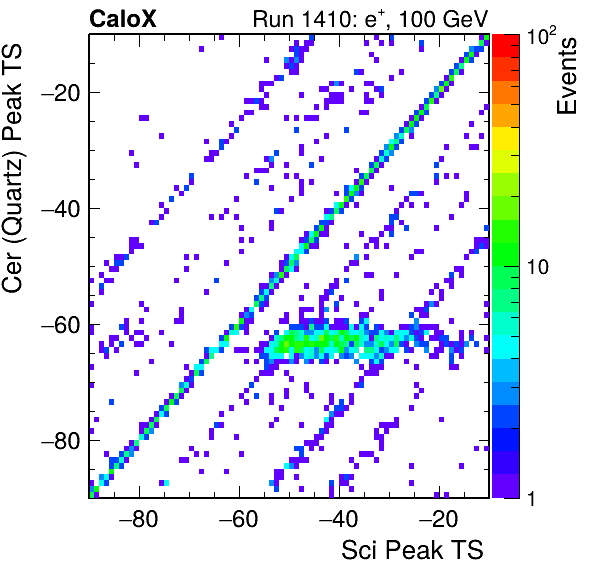 CaloX Run 1410: e⁺, 100 GeV
Cer (Quartz) Peak TS
−20
−40
−60
−80
−80 −60 −40 −20
Sci Peak TS
10²
10
1
Events